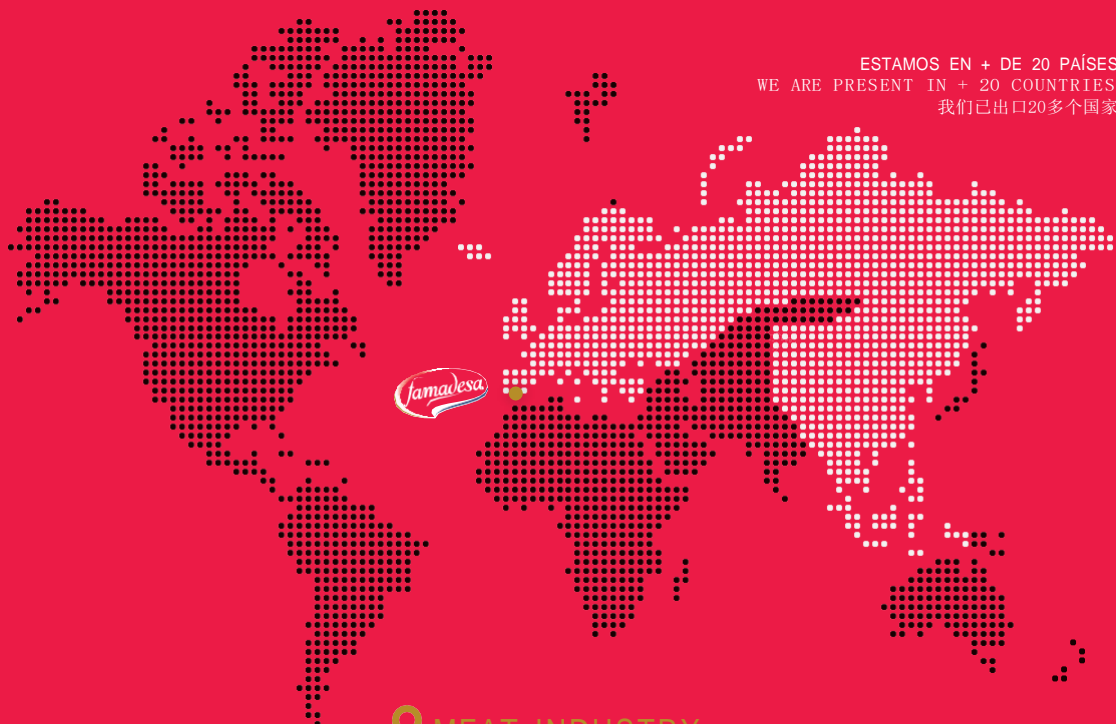 ESTAMOS EN + DE 20 PAÍSES
WE ARE PRESENT IN + 20 COUNTRIES
我们已出口20多个国家
famadesa
MEAT INDUSTRY